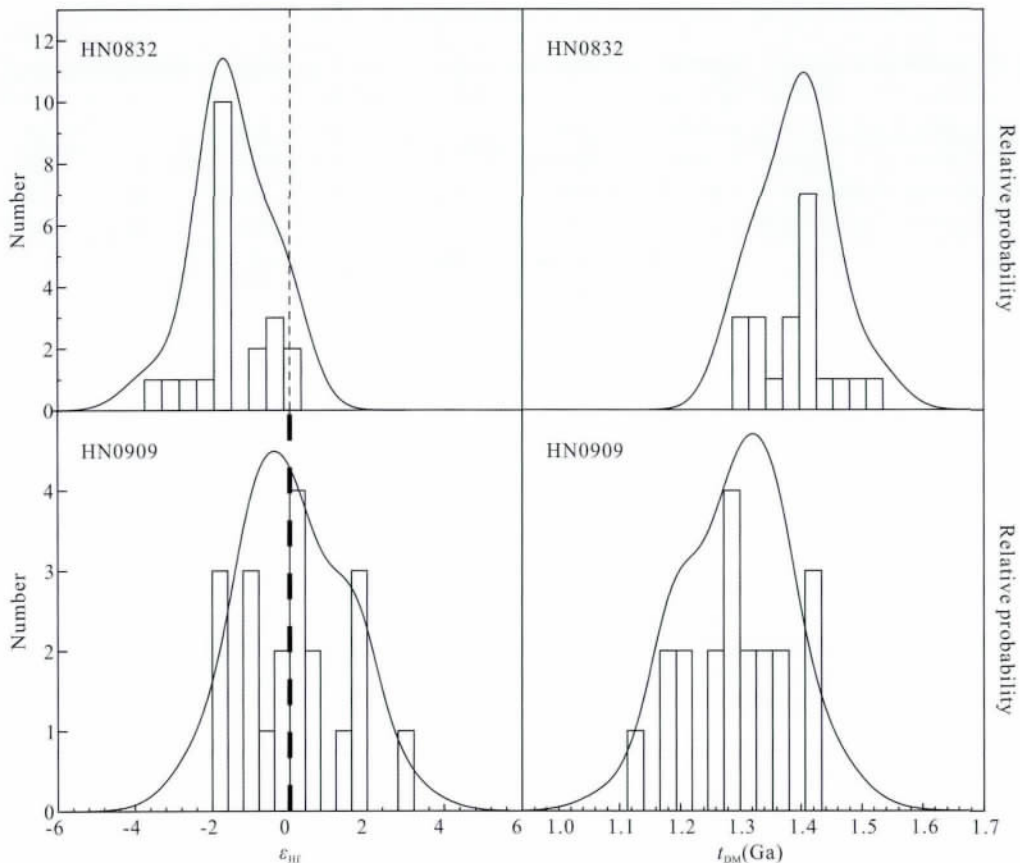 HN0832
HN0832
12
10
8
6
4
2
0
Number
Relative probability
HN0909
HN0909
4
3
2
1
0
Number
Relative probability
-6 -4 -2 0 2 4 6
1.0 1.1 1.2 1.3 1.4 1.5 1.6 1.7
εHf
tDM(Ga)